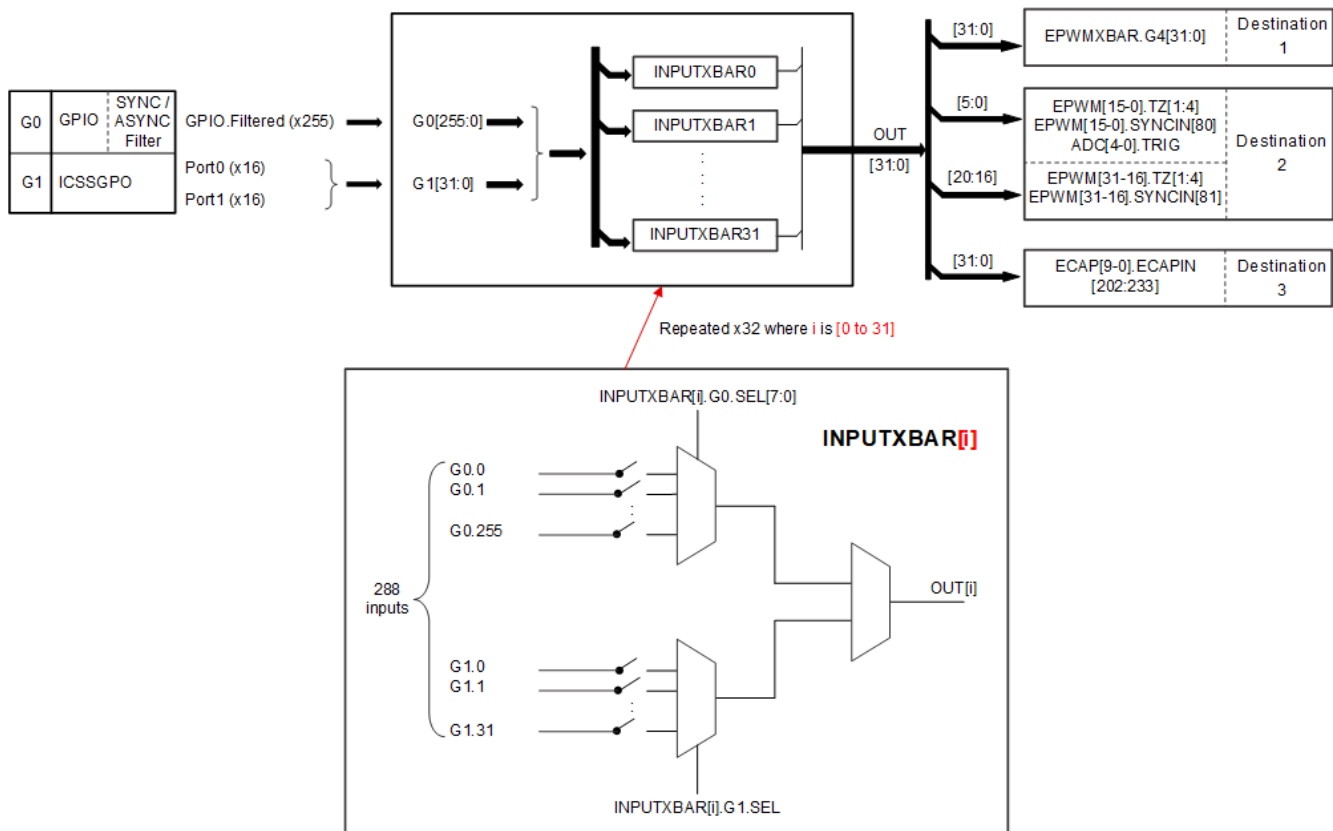 G0
GPIO
SYNC /
ASYNC
Filter
G1
ICSSGPO
GPIO.Filtered (x255)
Port0 (x16)
Port1 (x16)
G0[255:0]
G1[31:0]
INPUTXBAR0
INPUTXBAR1
INPUTXBAR31
OUT
[31:0]
[31:0]
EPWMXBAR.G4[31:0]
Destination
1
[5:0]
EPWM[15-0].TZ[1:4]
EPWM[15-0].SYNCIN[80]
ADC[4-0].TRIG
[20:16]
EPWM[31-16].TZ[1:4]
EPWM[31-16].SYNCIN[81]
Destination
2
[31:0]
ECAP[9-0].ECAPIN
[202:233]
Destination
3
Repeated x32 where i is [0 to 31]
INPUTXBAR[i].G0.SEL[7:0]
INPUTXBAR[i]
G0.0
G0.1
G0.255
288
inputs
OUT[i]
G1.0
G1.1
G1.31
INPUTXBAR[i].G1.SEL